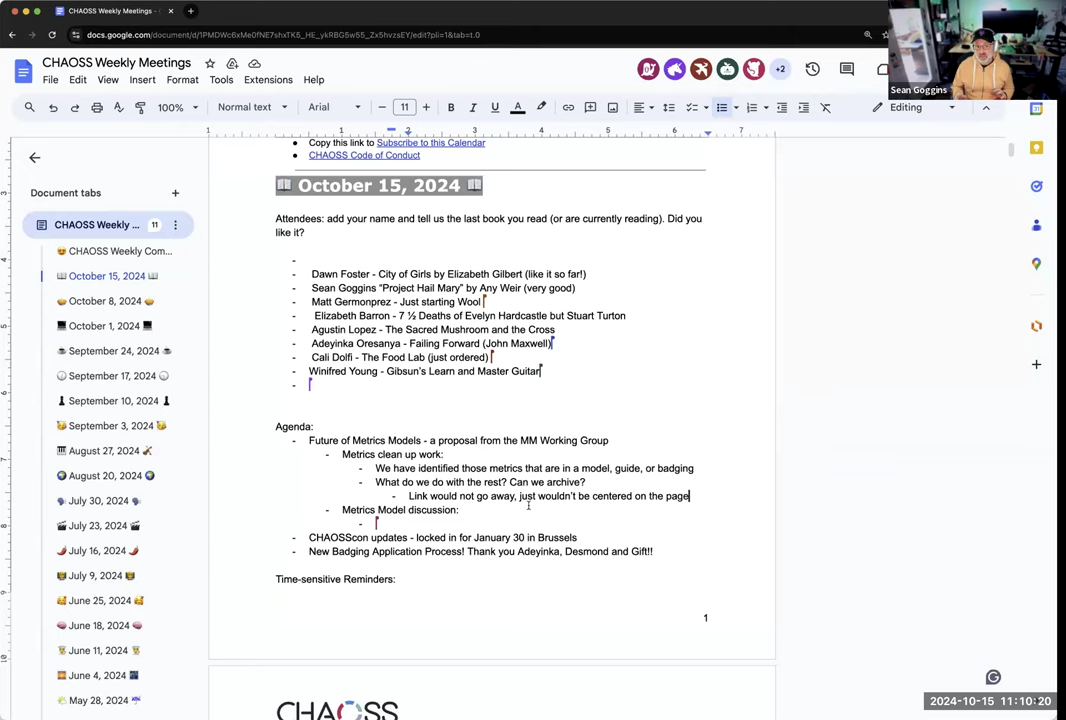 CHAOSS Weekly Meetings -
docs.google.com/document/d/1PMDWc6xMe0fNE7shxTK5_HE_ykRBG5w55_Zx5hvzsEY/edit?pli=1&tab=t.0
CHAOSS Weekly Meetings
File Edit View Insert Format Tools Extensions Help
+2
Sean Goggins
100% Normal text Arial 11 B I U A Editing
1 1 2 3 4 5 6 7
Document tabs
CHAOSS Weekly ... 11
😍 CHAOSS Weekly Com...
📖 October 15, 2024 📖
🥧 October 8, 2024 🥧
💻 October 1, 2024 💻
☕ September 24, 2024 ☕
September 17, 2024
♟ September 10, 2024 ♟
🥳 September 3, 2024 🥳
🎹 August 27, 2024 🎻
🌍 August 20, 2024 🌍
🗣 July 30, 2024 🗣
🎬 July 23, 2024 🎬
🌶 July 16, 2024 🌶
July 9, 2024
🥰 June 25, 2024 🥰
🧠 June 18, 2024 🧠
June 11, 2024
June 4, 2024
May 28, 2024
Copy this link to Subscribe to this Calendar
CHAOSS Code of Conduct
📖 October 15, 2024 📖
Attendees: add your name and tell us the last book you read (or are currently reading). Did you
like it?
-
- Dawn Foster - City of Girls by Elizabeth Gilbert (like it so far!)
- Sean Goggins "Project Hail Mary" by Any Weir (very good)
- Matt Germonprez - Just starting Wool
- Elizabeth Barron - 7 ½ Deaths of Evelyn Hardcastle but Stuart Turton
- Agustin Lopez - The Sacred Mushroom and the Cross
- Adeyinka Oresanya - Failing Forward (John Maxwell)
- Cali Dolfi - The Food Lab (just ordered)
- Winifred Young - Gibsun's Learn and Master Guitar
-
Agenda:
- Future of Metrics Models - a proposal from the MM Working Group
- Metrics clean up work:
- We have identified those metrics that are in a model, guide, or badging
- What do we do with the rest? Can we archive?
- Link would not go away, just wouldn't be centered on the page
- Metrics Model discussion:
-
- CHAOSScon updates - locked in for January 30 in Brussels
- New Badging Application Process! Thank you Adeyinka, Desmond and Gift!!
Time-sensitive Reminders:
1
CHAOSS
2024-10-15 11:10:20